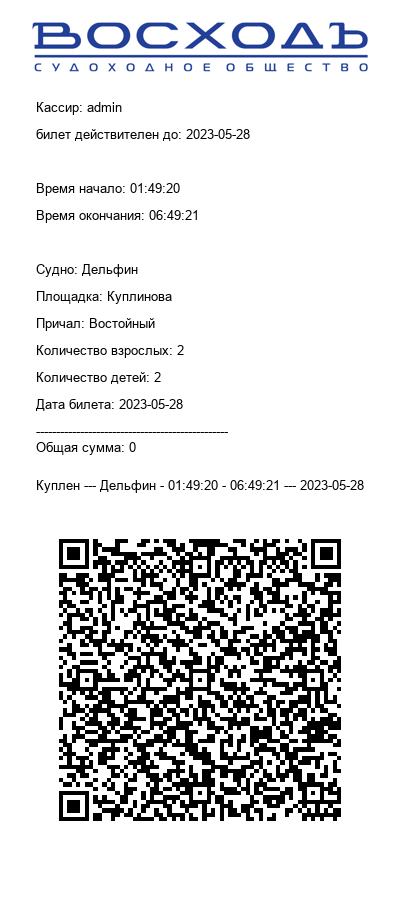 ВОСХОДЪ
СУДОХОДНОЕ ОБЩЕСТВО
Кассир: admin
билет действителен до: 2023-05-28
Время начало: 01:49:20
Время окончания: 06:49:21
Судно: Дельфин
Площадка: Куплинова
Причал: Востойный
Количество взрослых: 2
Количество детей: 2
Дата билета: 2023-05-28
------------------------------------------------
Общая сумма: 0
Куплен --- Дельфин - 01:49:20 - 06:49:21 --- 2023-05-28